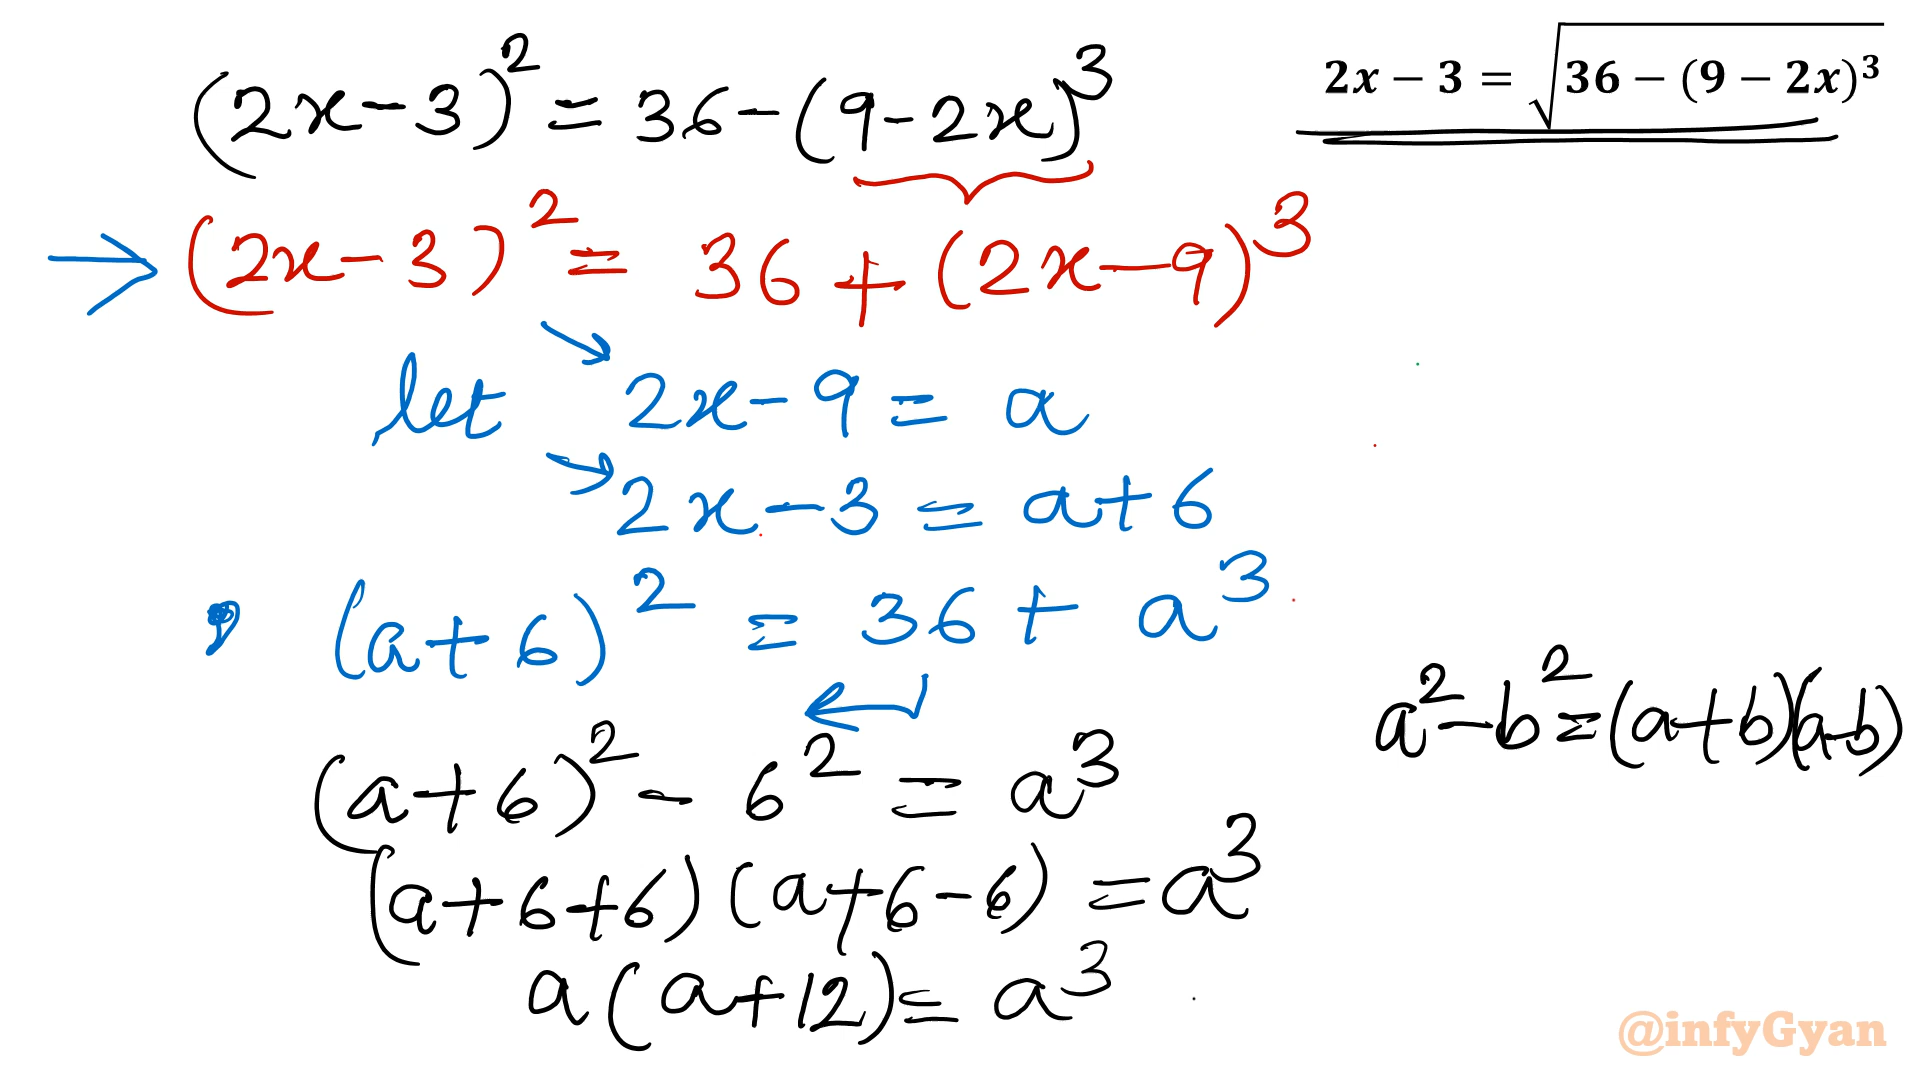 (2x-3)² = 36-(9-2x)³
2x − 3 = √36 − (9 − 2x)³
(2x-3)² = 36 + (2x-9)³
let 2x-9 = a
2x-3 = a+6
(a+6)² = 36 + a³
a²-b²=(a+b)(a-b)
(a+6)² - 6² = a³
(a+6+6)(a+6-6) = a³
a(a+12) = a³
@infyGyan